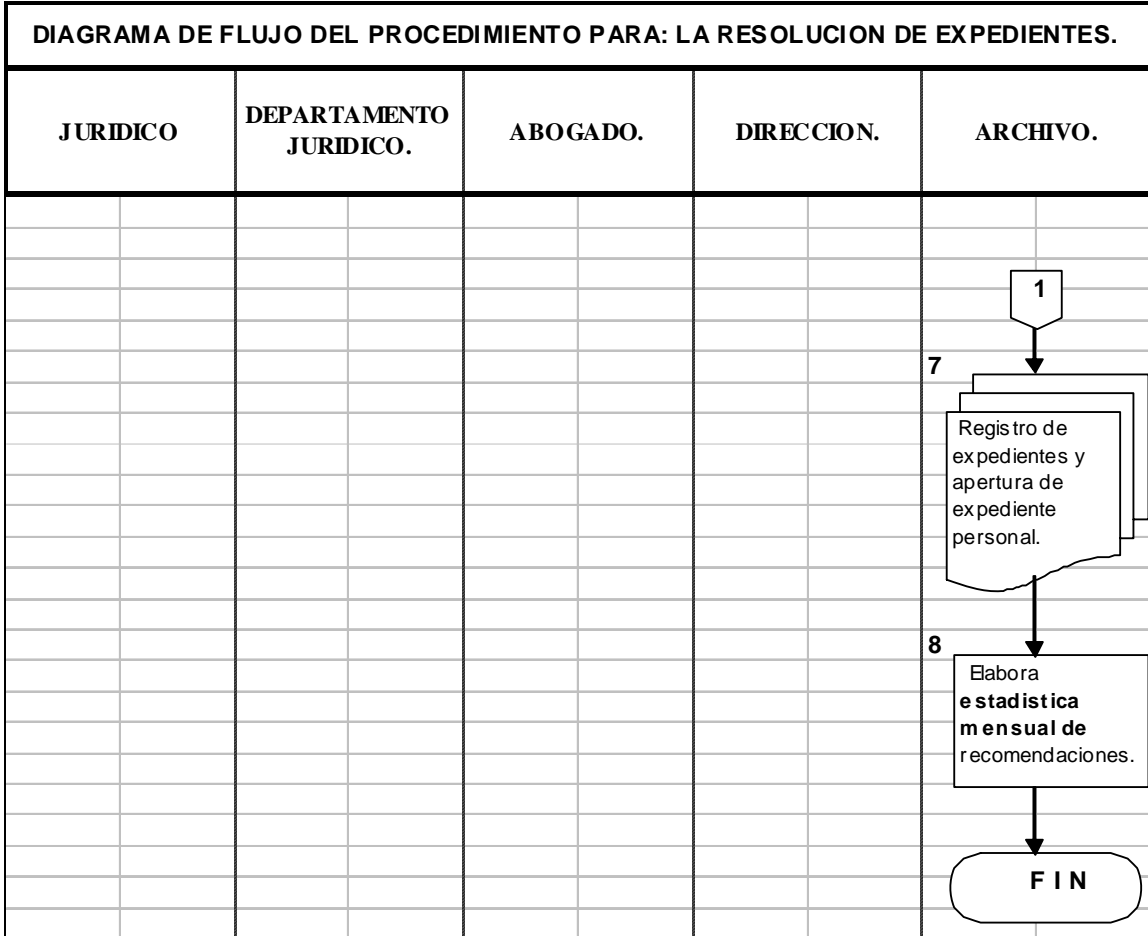 DIAGRAMA DE FLUJO DEL PROCEDIMIENTO PARA: LA RESOLUCION DE EXPEDIENTES.
JURIDICO
DEPARTAMENTO
JURIDICO.
ABOGADO.
DIRECCION.
ARCHIVO.
1
7
Registro de
expedientes y
apertura de
expediente
personal.
8
Elabora
estadistica
mensual de
recomendaciones.
F I N